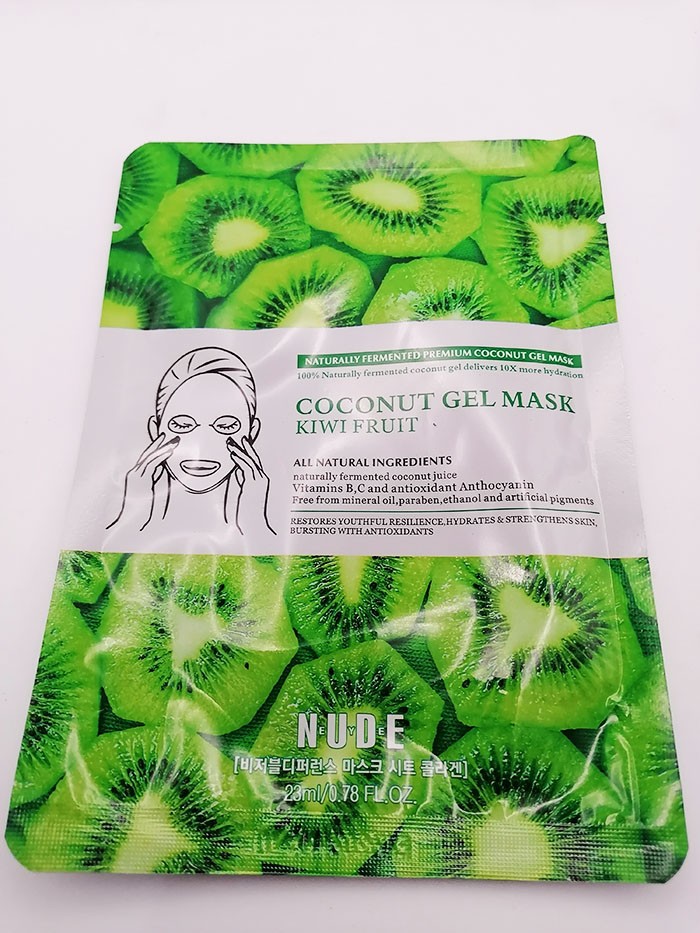 NATURALLY FERMENTED PREMIUM COCONUT GEL MASK
100% Naturally fermented coconut gel delivers 10X more hydration
COCONUT GEL MASK
KIWI FRUIT
ALL NATURAL INGREDIENTS
naturally fermented coconut juice
Vitamins B,C and antioxidant Anthocyanin
Free from mineral oil,paraben,ethanol and artificial pigments
RESTORES YOUTHFUL RESILIENCE,HYDRATES & STRENGTHENS SKIN,
BURSTING WITH ANTIOXIDANTS
NUDE
EYE
[비저블디퍼런스 마스크 시트 콜라겐]
23ml/0.78 FL.OZ.